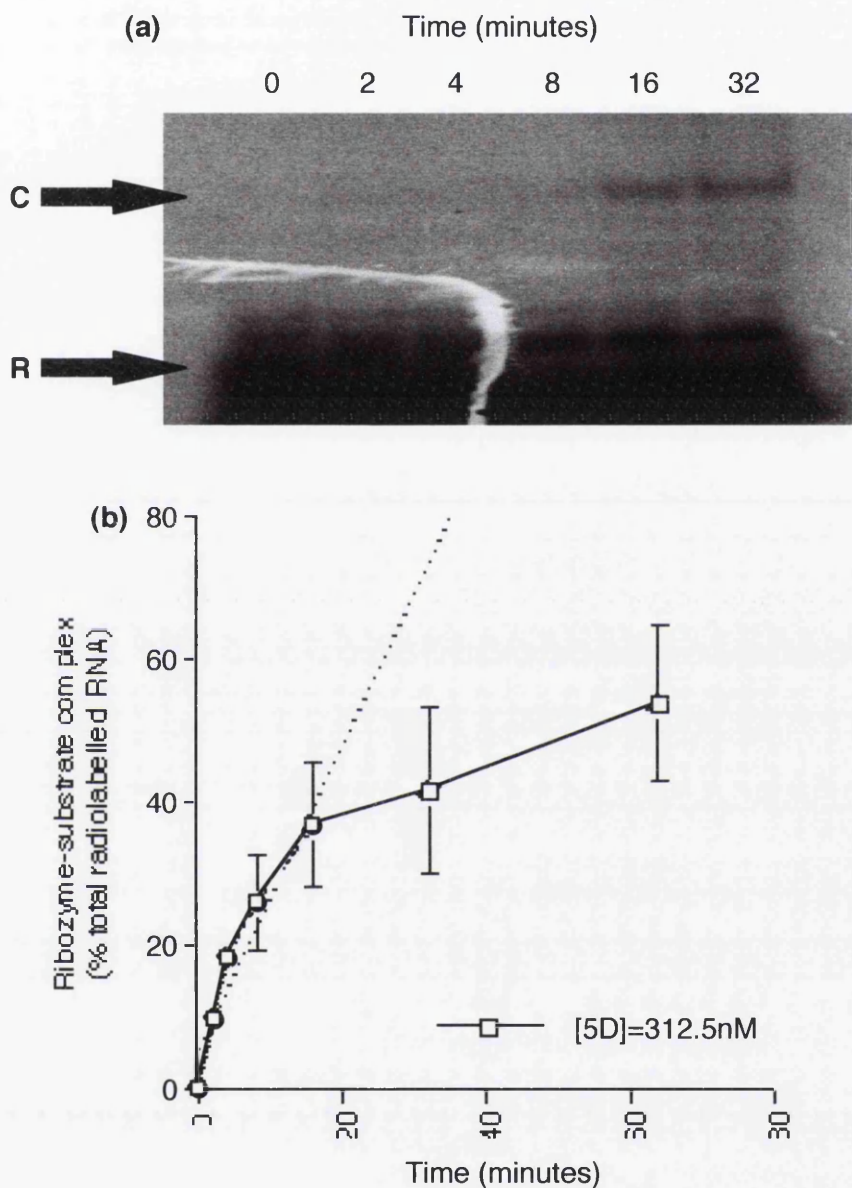 (a)
Time (minutes)
0 2 4 8 16 32
C
R
(b)
80
60
40
20
0
Ribozyme-substrate complex
(% total radiolabelled RNA)
[5D]=312.5nM
20 40
Time (minutes)